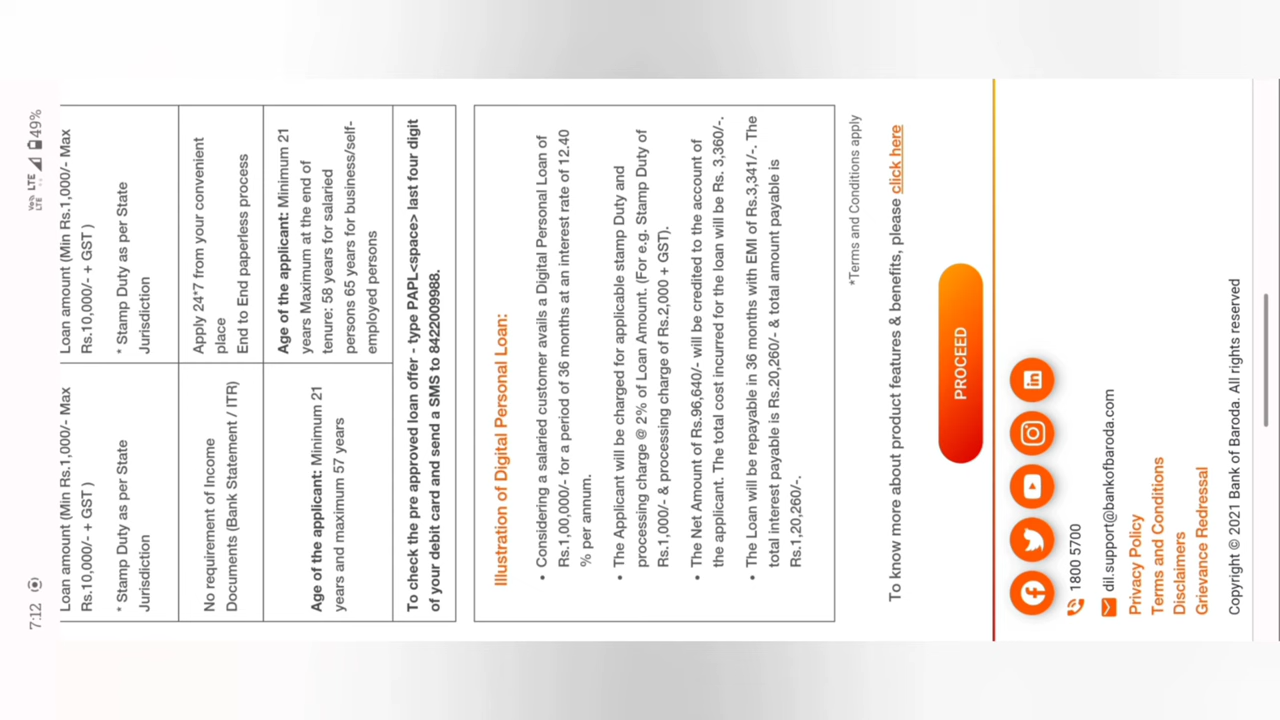 7:12
VoLTE LTE
LTE
49%
Loan amount (Min Rs.1,000/- Max
Rs.10,000/- + GST )
* Stamp Duty as per State
Jurisdiction
Loan amount (Min Rs.1,000/- Max
Rs.10,000/- + GST )
* Stamp Duty as per State
Jurisdiction
No requirement of Income
Documents (Bank Statement / ITR)
Apply 24*7 from your convenient
place
End to End paperless process
Age of the applicant: Minimum 21
years and maximum 57 years
Age of the applicant: Minimum 21
years Maximum at the end of
tenure: 58 years for salaried
persons 65 years for business/self-
employed persons
To check the pre approved loan offer - type PAPL<space> last four digit
of your debit card and send a SMS to 8422009988.
Illustration of Digital Personal Loan:
• Considering a salaried customer avails a Digital Personal Loan of
Rs.1,00,000/- for a period of 36 months at an interest rate of 12.40
% per annum.
• The Applicant will be charged for applicable stamp Duty and
processing charge @ 2% of Loan Amount. (For e.g. Stamp Duty of
Rs.1,000/- & processing charge of Rs.2,000 + GST).
• The Net Amount of Rs.96,640/- will be credited to the account of
the applicant. The total cost incurred for the loan will be Rs. 3,360/-.
• The Loan will be repayable in 36 months with EMI of Rs.3,341/-. The
total interest payable is Rs.20,260/- & total amount payable is
Rs.1,20,260/-.
*Terms and Conditions apply
To know more about product features & benefits, please click here
PROCEED
1800 5700
dil.support@bankofbaroda.com
Privacy Policy
Terms and Conditions
Disclaimers
Grievance Redressal
Copyright © 2021 Bank of Baroda. All rights reserved